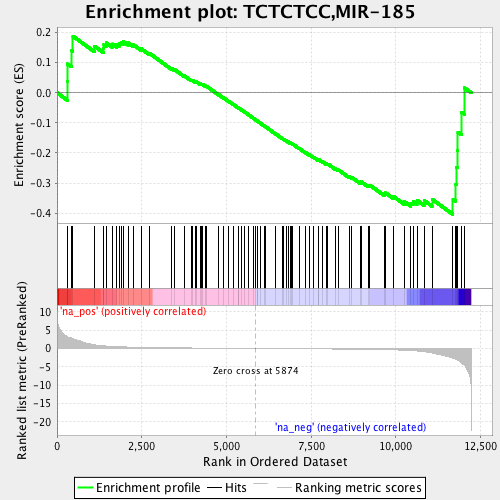 Enrichment plot: TCTCTCC,MIR-185
Enrichment score (ES)
0.2
0.1
0.0
-0.1
-0.2
-0.3
-0.4
'na_pos' (positively correlated)
Ranked list metric (PreRanked)
10
5
0
-5
-10
-15
-20
Zero cross at 5874
'na_neg' (negatively correlated)
0 2,500 5,000 7,500 10,000 12,500
Rank in Ordered Dataset
Enrichment profile Hits Ranking metric scores